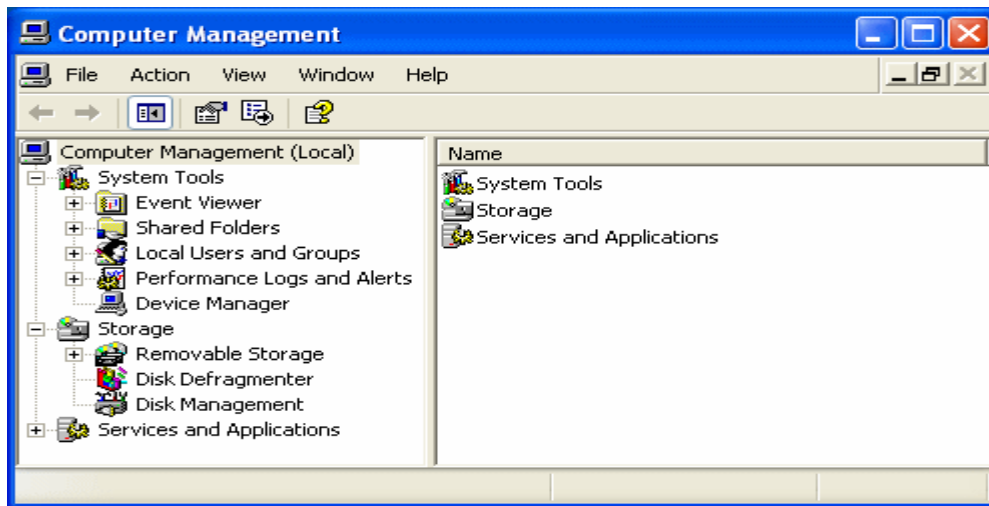 Computer Management
File Action View Window Help
Computer Management (Local)
System Tools
Event Viewer
Shared Folders
Local Users and Groups
Performance Logs and Alerts
Device Manager
Storage
Removable Storage
Disk Defragmenter
Disk Management
Services and Applications
Name
System Tools
Storage
Services and Applications